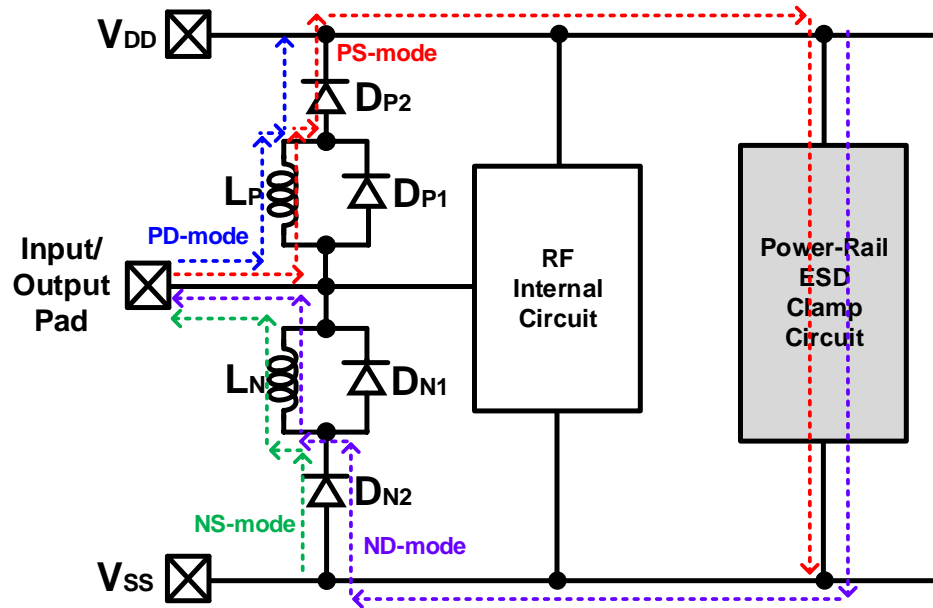 VDD
PS-mode
DP2
LP
DP1
PD-mode
Input/
Output
Pad
RF
Internal
Circuit
Power-Rail
ESD
Clamp
Circuit
LN
DN1
DN2
NS-mode
ND-mode
VSS